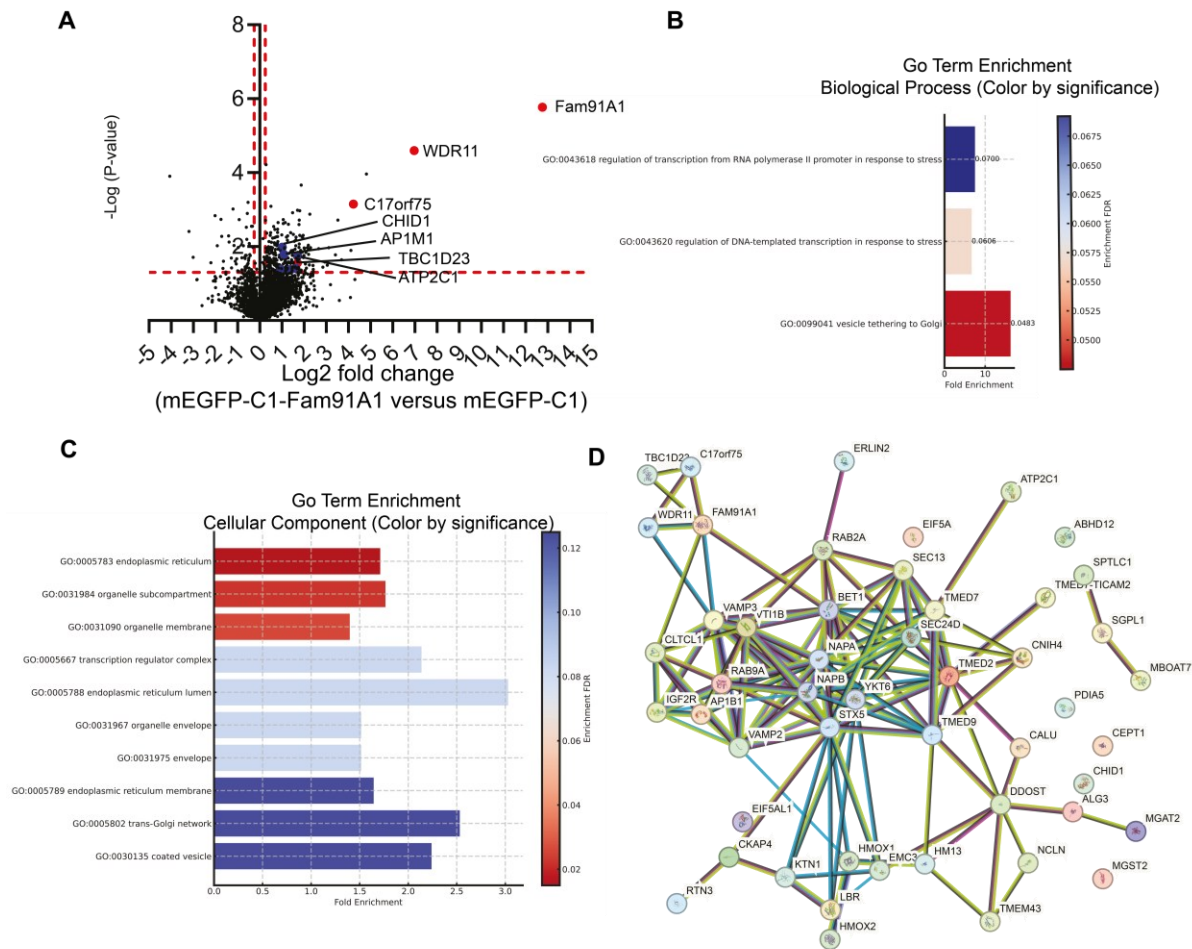 A
8
6
4
2
-Log (P-value)
Fam91A1
WDR11
C17orf75
CHID1
AP1M1
TBC1D23
ATP2C1
-5 -4 -3 -2 -1 0 1 2 3 4 5 6 7 8 9 10 11 12 13 14 15
Log2 fold change
(mEGFP-C1-Fam91A1 versus mEGFP-C1)
B
Go Term Enrichment
Biological Process (Color by significance)
GO:0043618 regulation of transcription from RNA polymerase II promoter in response to stress
0.0700
GO:0043620 regulation of DNA-templated transcription in response to stress
0.0606
GO:0099041 vesicle tethering to Golgi
0.0483
0 10
Fold Enrichment
0.0675
0.0650
0.0625
0.0600
0.0575
0.0550
0.0525
0.0500
Enrichment FDR
C
Go Term Enrichment
Cellular Component (Color by significance)
GO:0005783 endoplasmic reticulum
GO:0031984 organelle subcompartment
GO:0031090 organelle membrane
GO:0005667 transcription regulator complex
GO:0005788 endoplasmic reticulum lumen
GO:0031967 organelle envelope
GO:0031975 envelope
GO:0005789 endoplasmic reticulum membrane
GO:0005802 trans-Golgi network
GO:0030135 coated vesicle
0.0 0.5 1.0 1.5 2.0 2.5 3.0
Fold Enrichment
0.12
0.10
0.08
0.06
0.04
0.02
Enrichment FDR
D
C17orf75
ERLIN2
ATP2C1
WDR11
FAM91A1
EIF5A
ABHD12
RAB2A
SEC13
SPTLC1
BET1
TMED7
VAMP3
VTI1B
SEC24D
SGPL1
CLTCL1
NAPA
CNIH4
RAB9A
TMED2
MBOAT7
NAPB
YKT6
IGF2R
AP1B1
PDIA5
STX5
TMED9
VAMP2
CALU
CEPT1
CHID1
DDOST
ALG3
EIF5AL1
MGAT2
CKAP4
HMOX1
EMC3
HM13
NCLN
KTN1
MGST2
RTN3
LBR
TMEM43
HMOX2